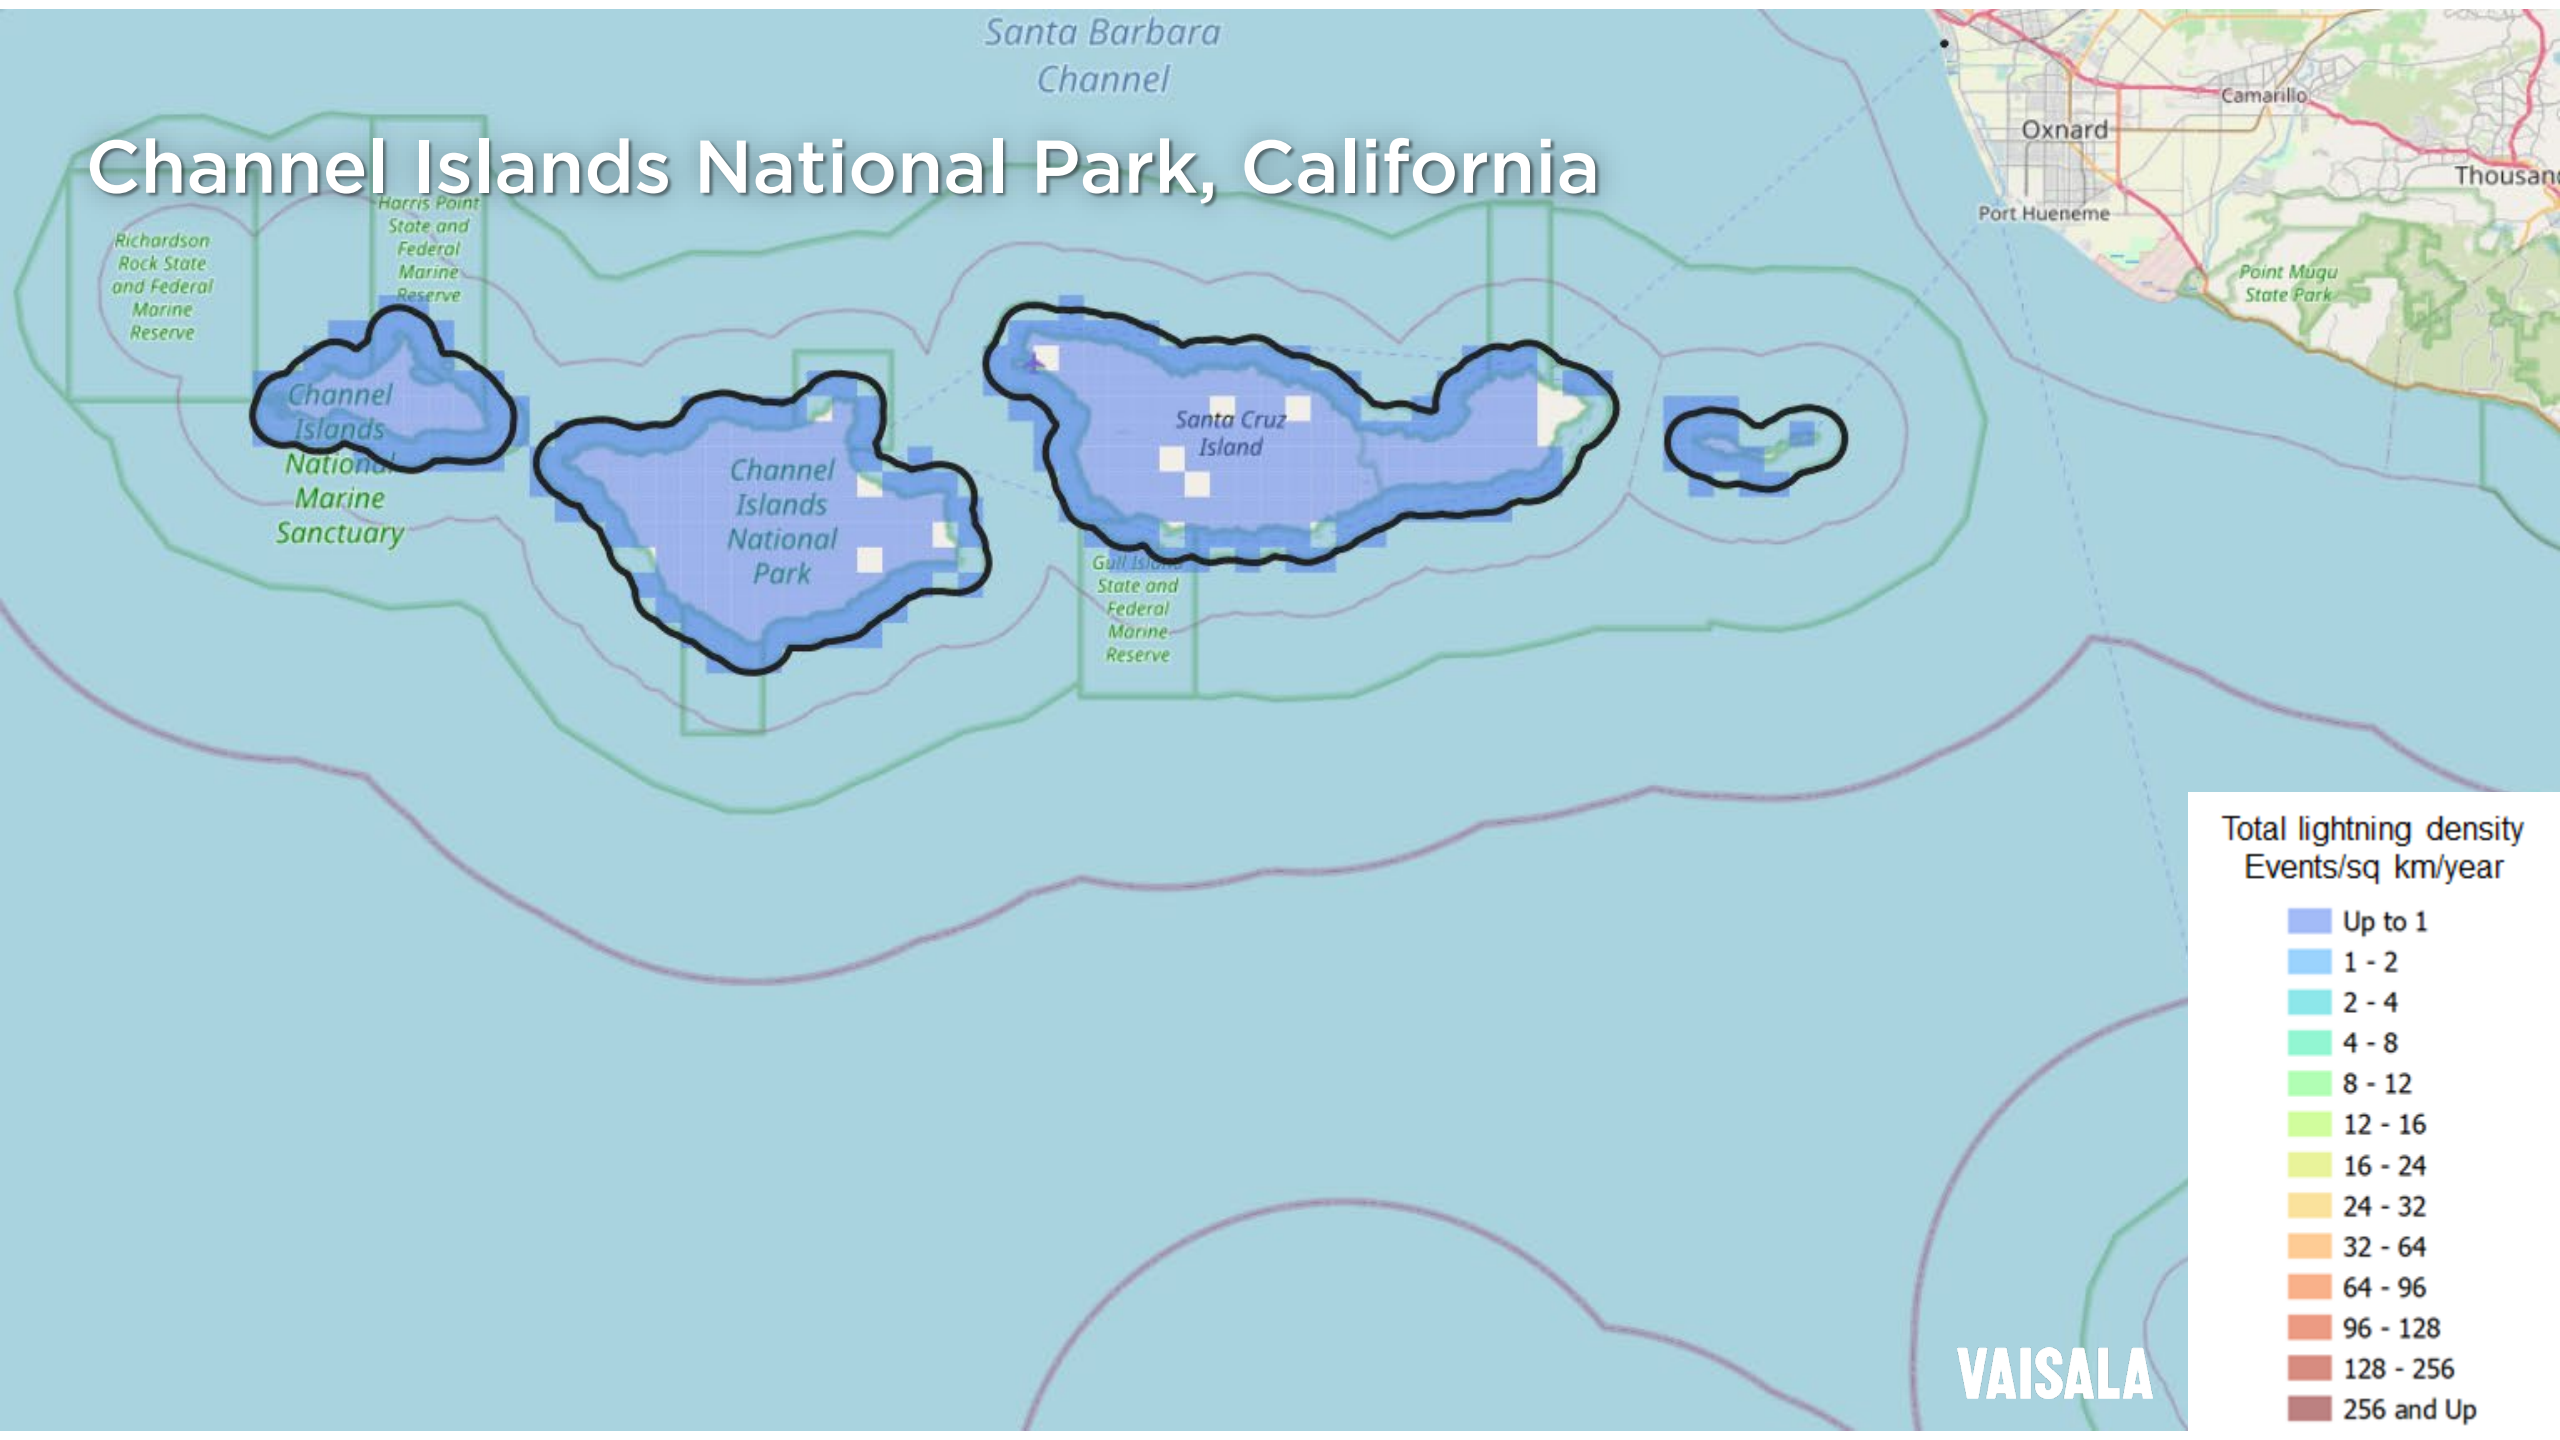 Santa Barbara
Channel
Channel Islands National Park, California
Camarillo
Oxnard
Thousand
Port Hueneme
Point Mugu
State Park
Harris Point
State and
Federal
Marine
Reserve
Richardson
Rock State
and Federal
Marine
Reserve
Channel
Islands
National
Marine
Sanctuary
Channel
Islands
National
Park
Santa Cruz
Island
Gull Island
State and
Federal
Marine
Reserve
Total lightning density
Events/sq km/year
Up to 1
1 - 2
2 - 4
4 - 8
8 - 12
12 - 16
16 - 24
24 - 32
32 - 64
64 - 96
96 - 128
128 - 256
256 and Up
VAISALA